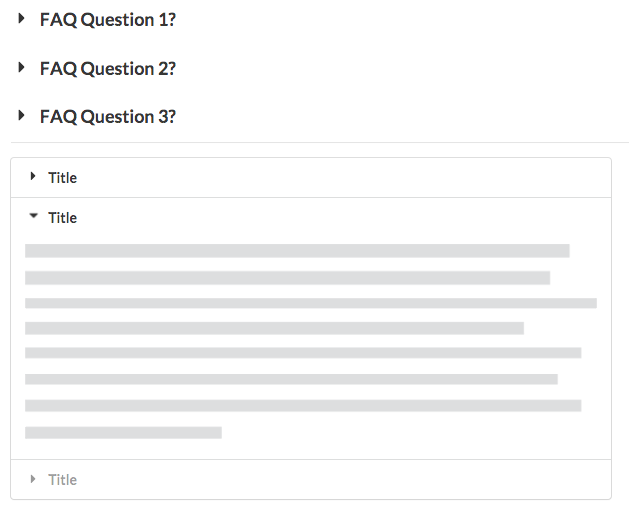 FAQ Question 1?
FAQ Question 2?
FAQ Question 3?
Title
Title
Title